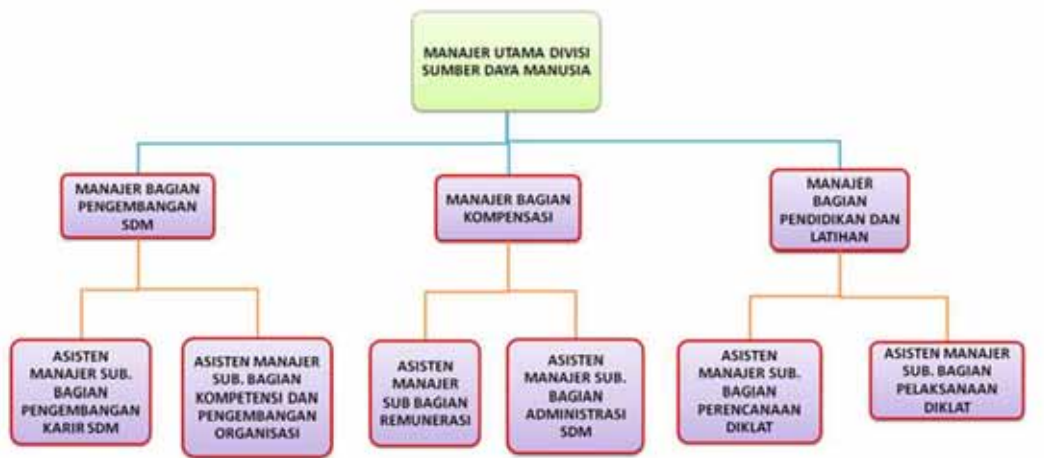 MANAJER UTAMA DIVISI
SUMBER DAYA MANUSIA
MANAJER BAGIAN
PENGEMBANGAN
SDM
MANAJER BAGIAN
KOMPENSASI
MANAJER
BAGIAN
PENDIDIKAN DAN
LATIHAN
ASISTEN
MANAJER SUB.
BAGIAN
PENGEMBANGAN
KARIR SDM
ASISTEN MANAJER
SUB. BAGIAN
KOMPETENSI DAN
PENGEMBANGAN
ORGANISASI
ASISTEN
MANAJER
SUB BAGIAN
REMUNERASI
ASISTEN
MANAJER SUB.
BAGIAN
ADMINISTRASI
SDM
ASISTEN
MANAJER SUB.
BAGIAN
PERENCANAAN
DIKLAT
ASISTEN MANAJER
SUB. BAGIAN
PELAKSANAAN
DIKLAT